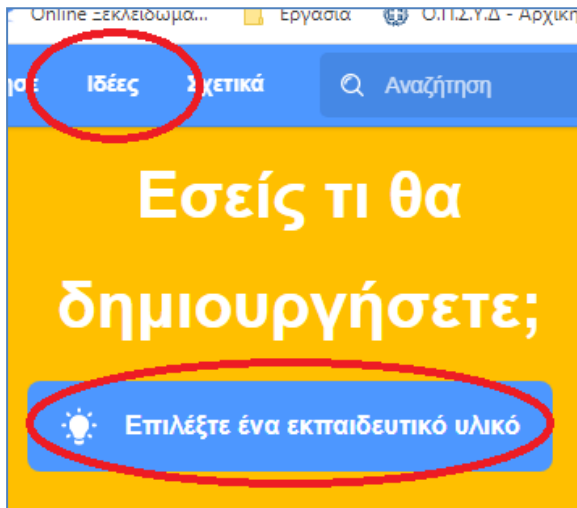 Online Ξεκλείδωμα... Εργασία Ο.Π.Σ.Υ.Δ - Αρχική
Ιδέες Σχετικά Αναζήτηση
Εσείς τι θα
δημιουργήσετε;
Επιλέξτε ένα εκπαιδευτικό υλικό